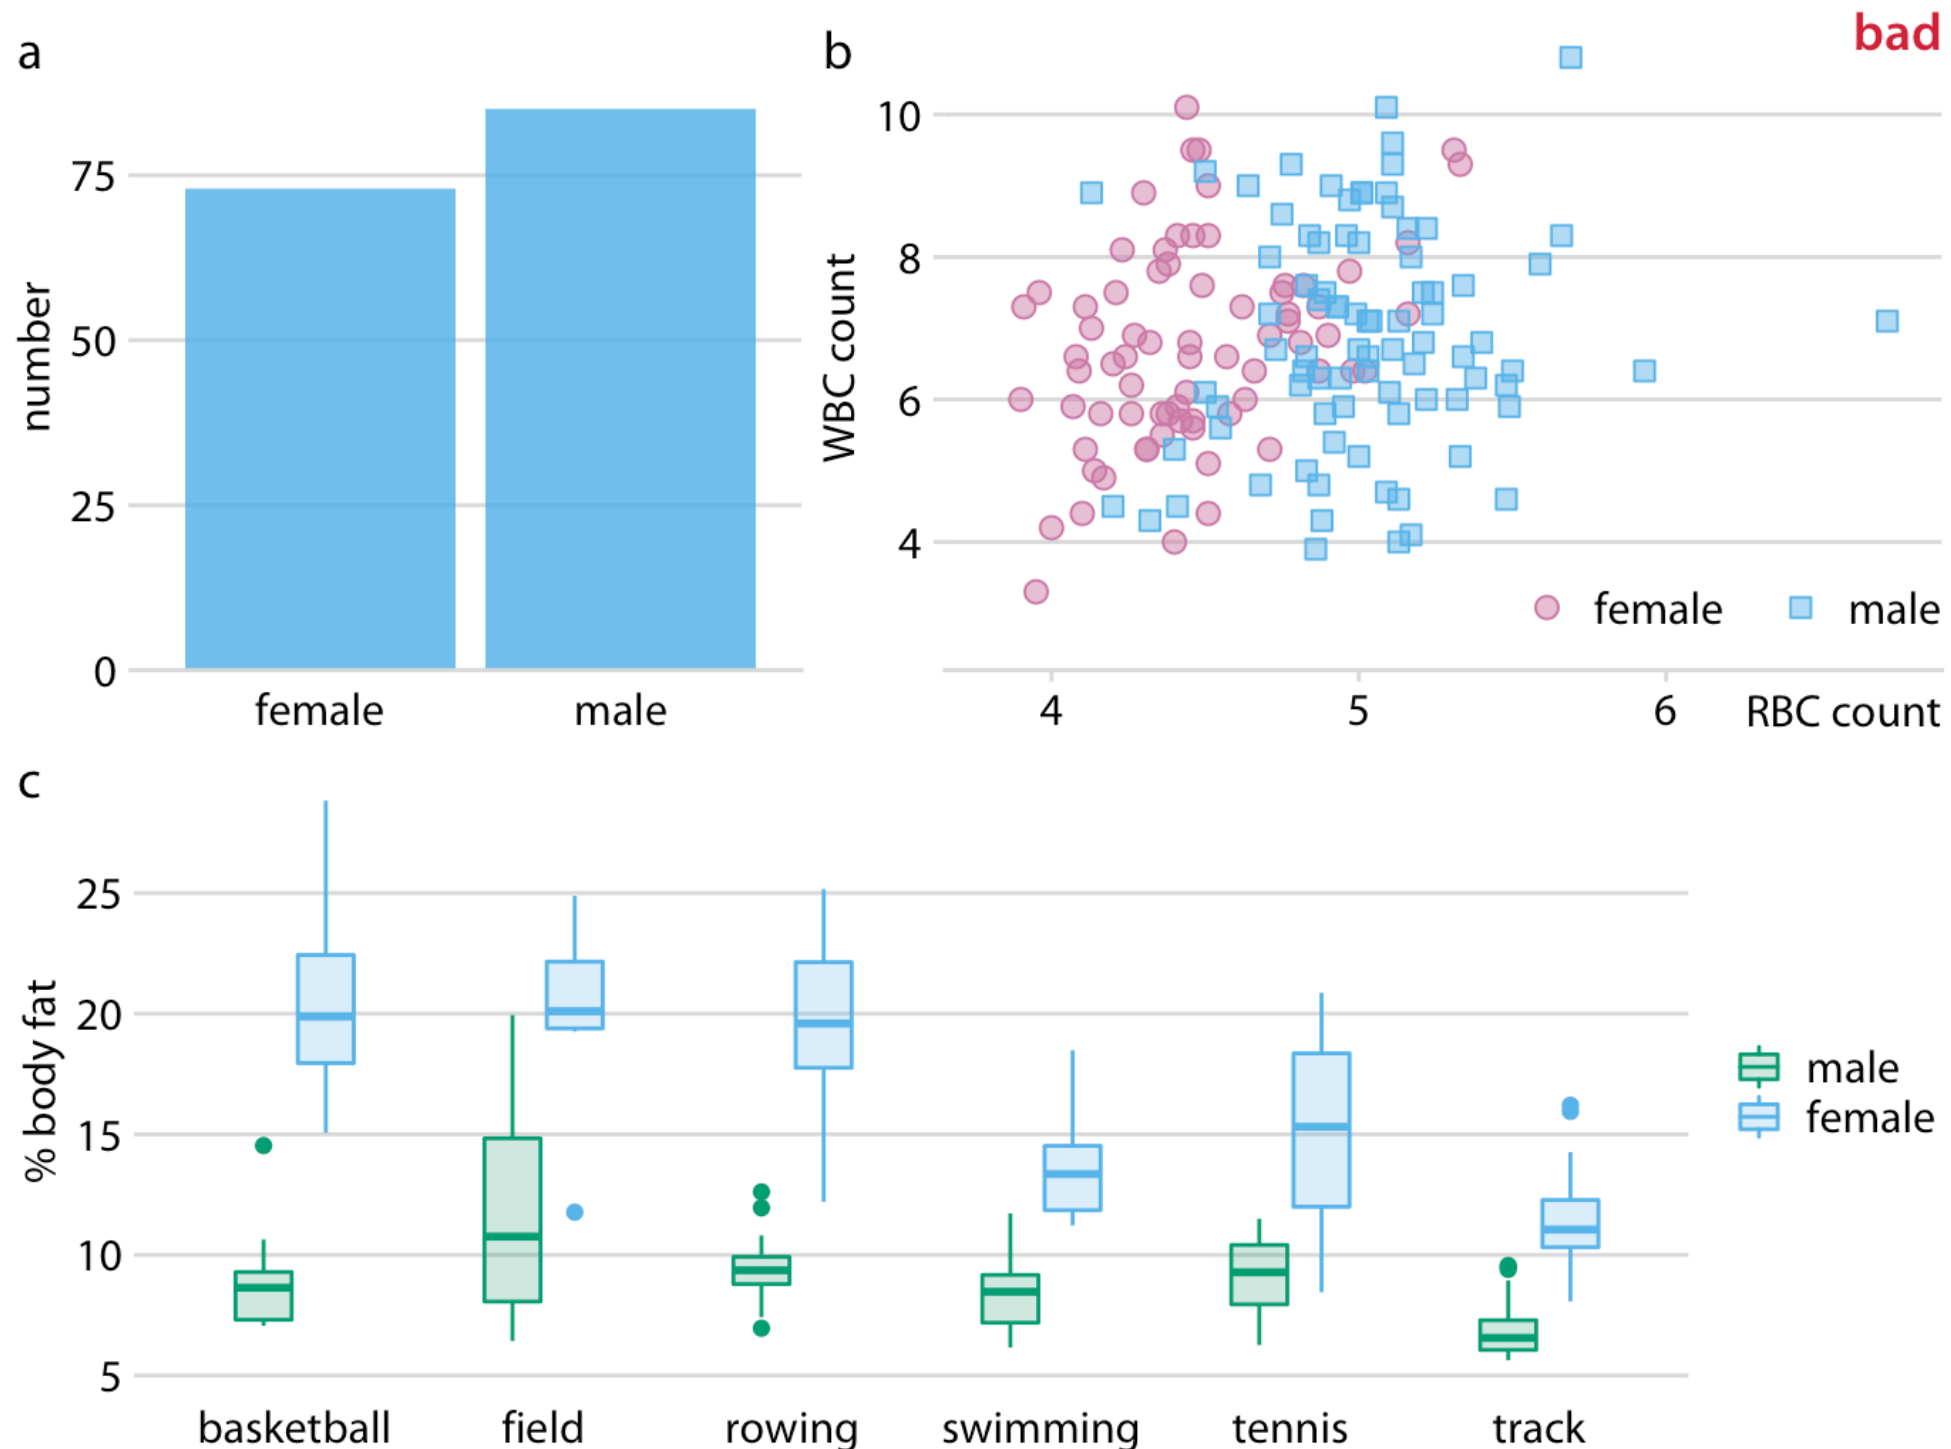 a
b
bad
number
75
50
25
0
female male
WBC count
10
8
6
4
female male
4 5 6 RBC count
c
% body fat
25
20
15
10
5
male
female
basketball field rowing swimming tennis track